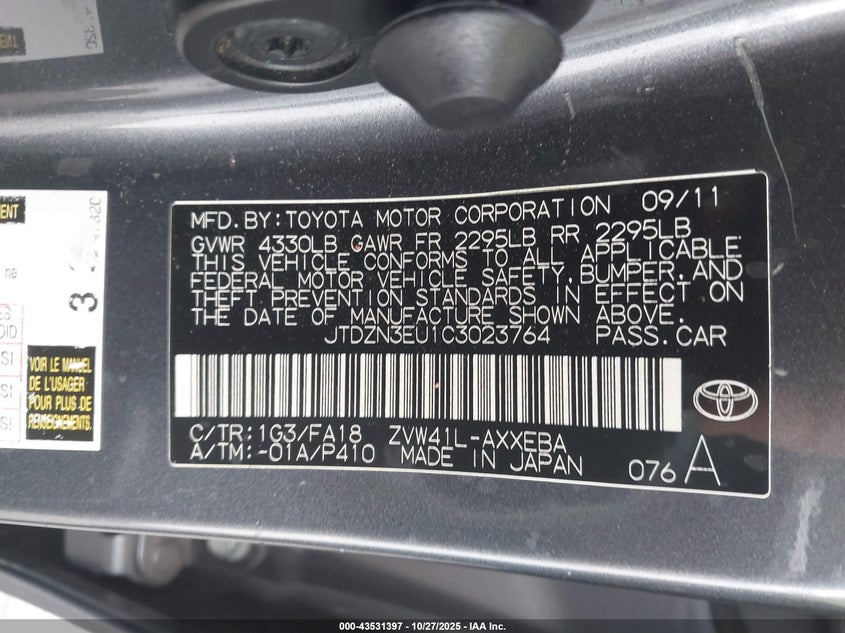 MFD.BY:TOYOTA MOTOR CORPORATION 09/11
GVWR 4330LB GAWR FR 2295LB RR 2295LB
THIS VEHICLE CONFORMS TO ALL APPLICABLE
FEDERAL MOTOR VEHICLE SAFETY,BUMPER,AND
THEFT PREVENTION STANDARDS IN EFFECT ON
THE DATE OF MANUFACTURE SHOWN ABOVE.
JTDZN3EU1C3023764 PASS.CAR
C/TR:1G3/FA18 ZVW41L-AXXEBA
A/TM:-01A/P410 MADE IN JAPAN 076 A
VOIR LE MANUEL
DE L'USAGER
POUR PLUS DE
RENSEIGNEMENTS.
000-43531397 - 10/27/2025 - IAA Inc.